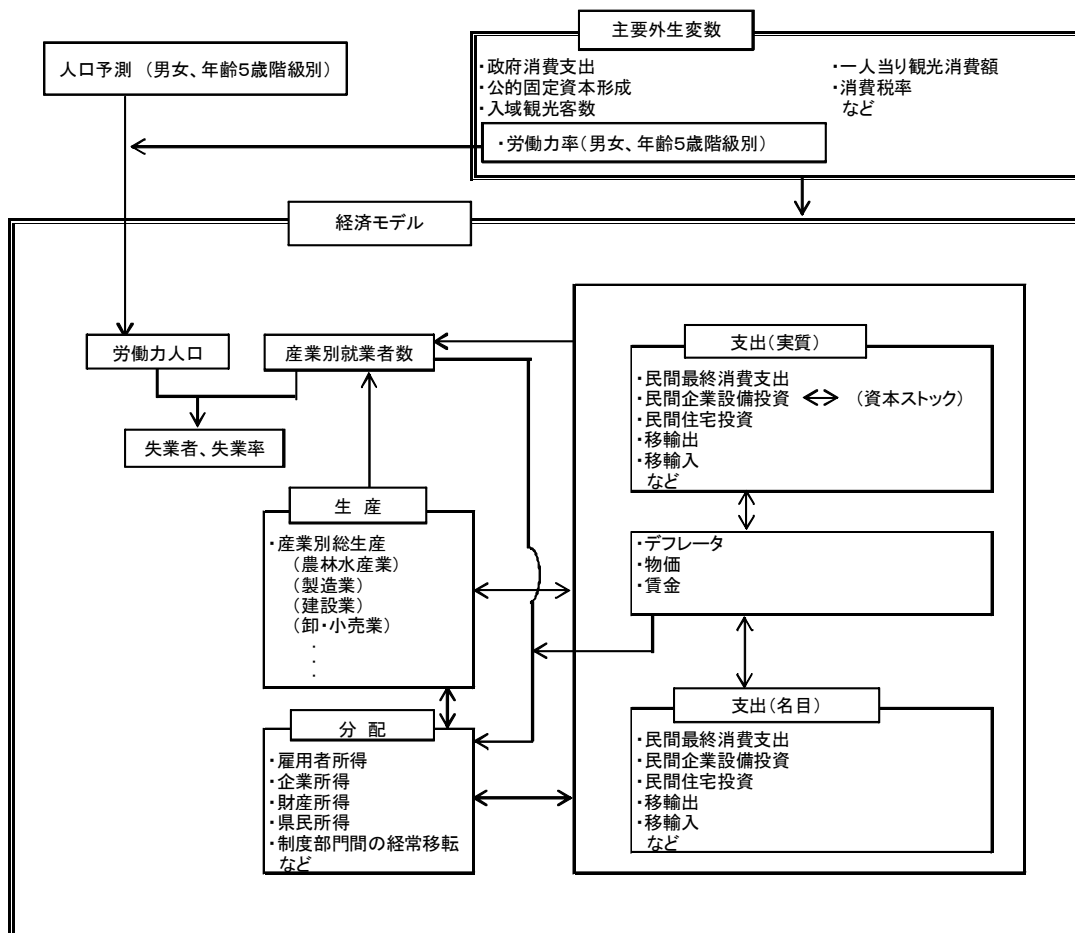 主要外生変数
人口予測 （男女、年齢５歳階級別）
・政府消費支出
・公的固定資本形成
・入域観光客数
・一人当り観光消費額
・消費税率
など
・労働力率（男女、年齢５歳階級別）
経済モデル
労働力人口
産業別就業者数
失業者、失業率
生 産
・産業別総生産
（農林水産業）
（製造業）
（建設業）
（卸・小売業）
.
.
.
分 配
・雇用者所得
・企業所得
・財産所得
・県民所得
・制度部門間の経常移転
など
支出（実質）
・民間最終消費支出
・民間企業設備投資 （資本ストック）
・民間住宅投資
・移輸出
・移輸入
など
・デフレータ
・物価
・賃金
支出（名目）
・民間最終消費支出
・民間企業設備投資
・民間住宅投資
・移輸出
・移輸入
など